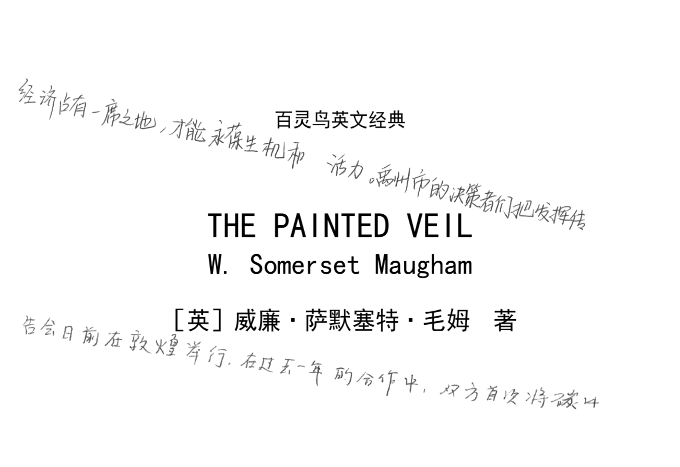 经济占有一席之地,才能永葆生机和 活力。禹州市的决策者们把发挥传
百灵鸟英文经典
THE PAINTED VEIL
W. Somerset Maugham
[英]威廉·萨默塞特·毛姆 著
告会日前在敦煌举行.在过去一年的合作中,双方首次将碳